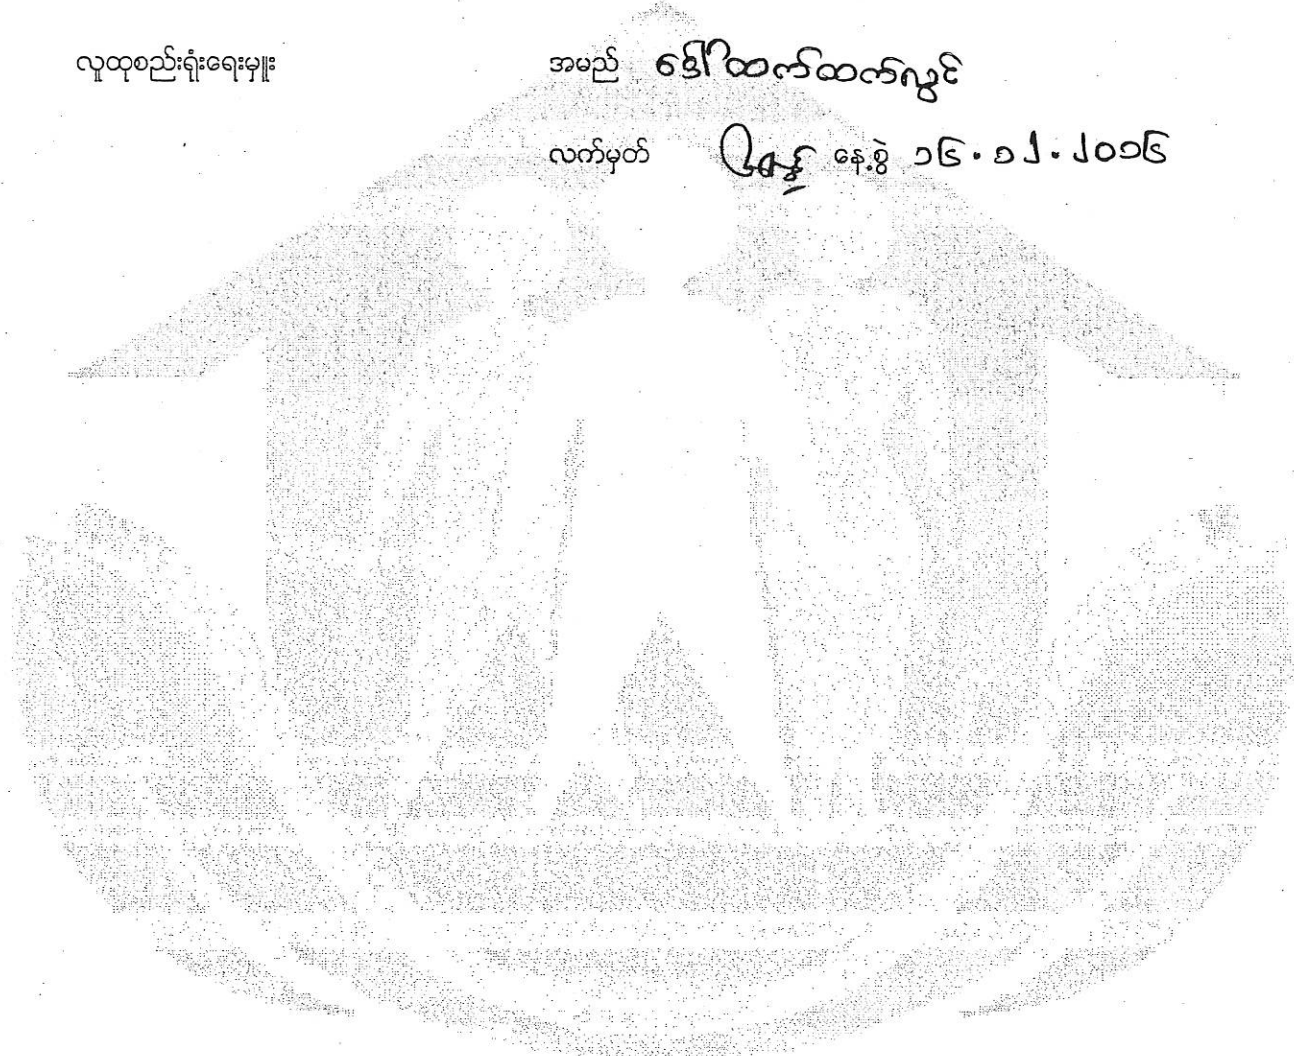 လူထုစည်းရုံးရေးမှူး အမည် ဒေါ်ထက်ထက်လွင်
လက်မှတ် နေ့စွဲ ၁၆.၁၂.၂၀၁၆